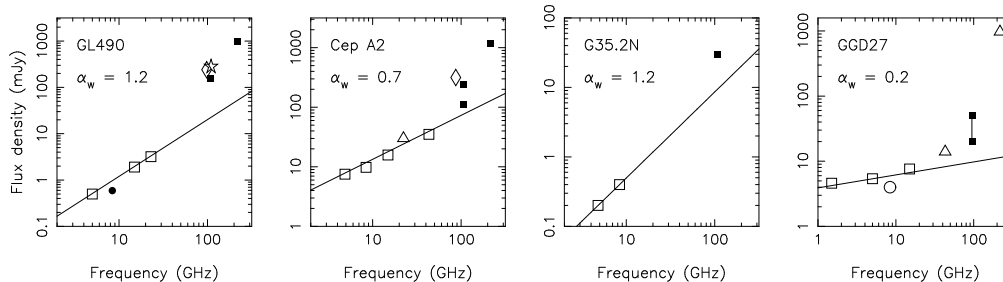 GL490
α_w = 1.2
Flux density (mJy)
0.1 1 10 100 1000
10 100
Frequency (GHz)
Cep A2
α_w = 0.7
1 10 100 1000
10 100
Frequency (GHz)
G35.2N
α_w = 1.2
0.1 1 10 100
10 100
Frequency (GHz)
GGD27
α_w = 0.2
1 10 100 1000
1 10 100
Frequency (GHz)